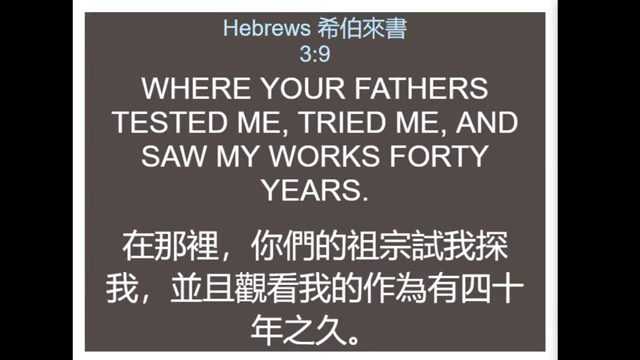 Hebrews 希伯來書
3:9
WHERE YOUR FATHERS
TESTED ME, TRIED ME, AND
SAW MY WORKS FORTY
YEARS.
在那裡，你們的祖宗試我探
我，並且觀看我的作為有四十
年之久。